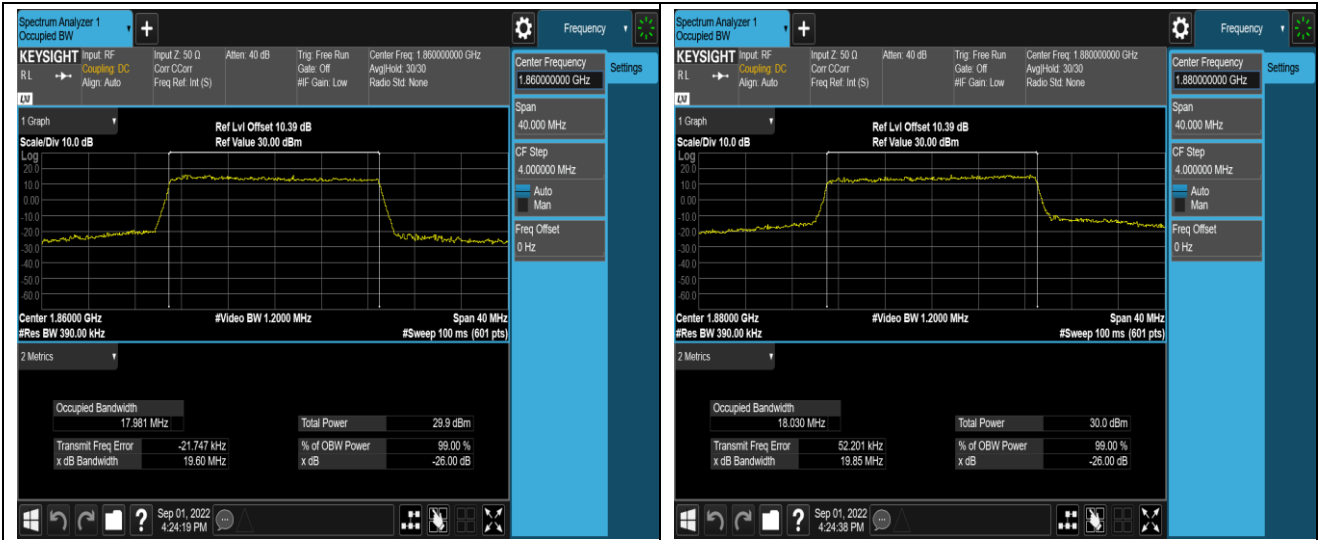 Spectrum Analyzer 1
Occupied BW
Frequency
KEYSIGHT Input: RF
Coupling: DC
Align: Auto
RL
LXI
Input Z: 50 Ω
Corr CCorr
Freq Ref: Int (S)
Atten: 40 dB
Trig: Free Run
Gate: Off
#IF Gain: Low
Center Freq: 1.860000000 GHz
Avg|Hold: 30/30
Radio Std: None
Center Frequency
1.860000000 GHz
Settings
Span
40.000 MHz
CF Step
4.000000 MHz
Auto
Man
Freq Offset
0 Hz
1 Graph
Scale/Div 10.0 dB
Ref Lvl Offset 10.39 dB
Ref Value 30.00 dBm
Log
20.0
10.0
0.00
-10.0
-20.0
-30.0
-40.0
-50.0
-60.0
Center 1.86000 GHz
#Video BW 1.2000 MHz
Span 40 MHz
#Res BW 390.00 kHz
#Sweep 100 ms (601 pts)
2 Metrics
Occupied Bandwidth
17.981 MHz
Total Power 29.9 dBm
Transmit Freq Error -21.747 kHz
% of OBW Power 99.00 %
x dB Bandwidth 19.60 MHz
x dB -26.00 dB
?
Sep 01, 2022
4:24:19 PM
Spectrum Analyzer 1
Occupied BW
Frequency
KEYSIGHT Input: RF
Coupling: DC
Align: Auto
RL
LXI
Input Z: 50 Ω
Corr CCorr
Freq Ref: Int (S)
Atten: 40 dB
Trig: Free Run
Gate: Off
#IF Gain: Low
Center Freq: 1.880000000 GHz
Avg|Hold: 30/30
Radio Std: None
Center Frequency
1.880000000 GHz
Settings
Span
40.000 MHz
CF Step
4.000000 MHz
Auto
Man
Freq Offset
0 Hz
1 Graph
Scale/Div 10.0 dB
Ref Lvl Offset 10.39 dB
Ref Value 30.00 dBm
Log
20.0
10.0
0.00
-10.0
-20.0
-30.0
-40.0
-50.0
-60.0
Center 1.88000 GHz
#Video BW 1.2000 MHz
Span 40 MHz
#Res BW 390.00 kHz
#Sweep 100 ms (601 pts)
2 Metrics
Occupied Bandwidth
18.030 MHz
Total Power 30.0 dBm
Transmit Freq Error 52.201 kHz
% of OBW Power 99.00 %
x dB Bandwidth 19.85 MHz
x dB -26.00 dB
?
Sep 01, 2022
4:24:38 PM